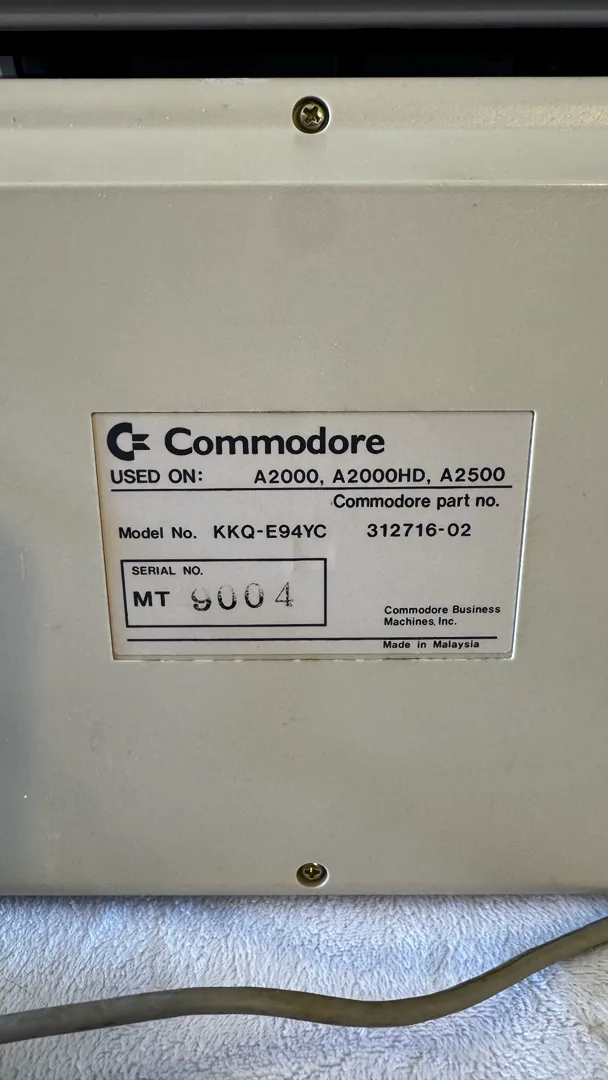 Commodore
USED ON: A2000, A2000HD, A2500
Commodore part no.
Model No. KKQ-E94YC 312716-02
SERIAL NO.
MT 9004
Commodore Business
Machines, Inc.
Made in Malaysia